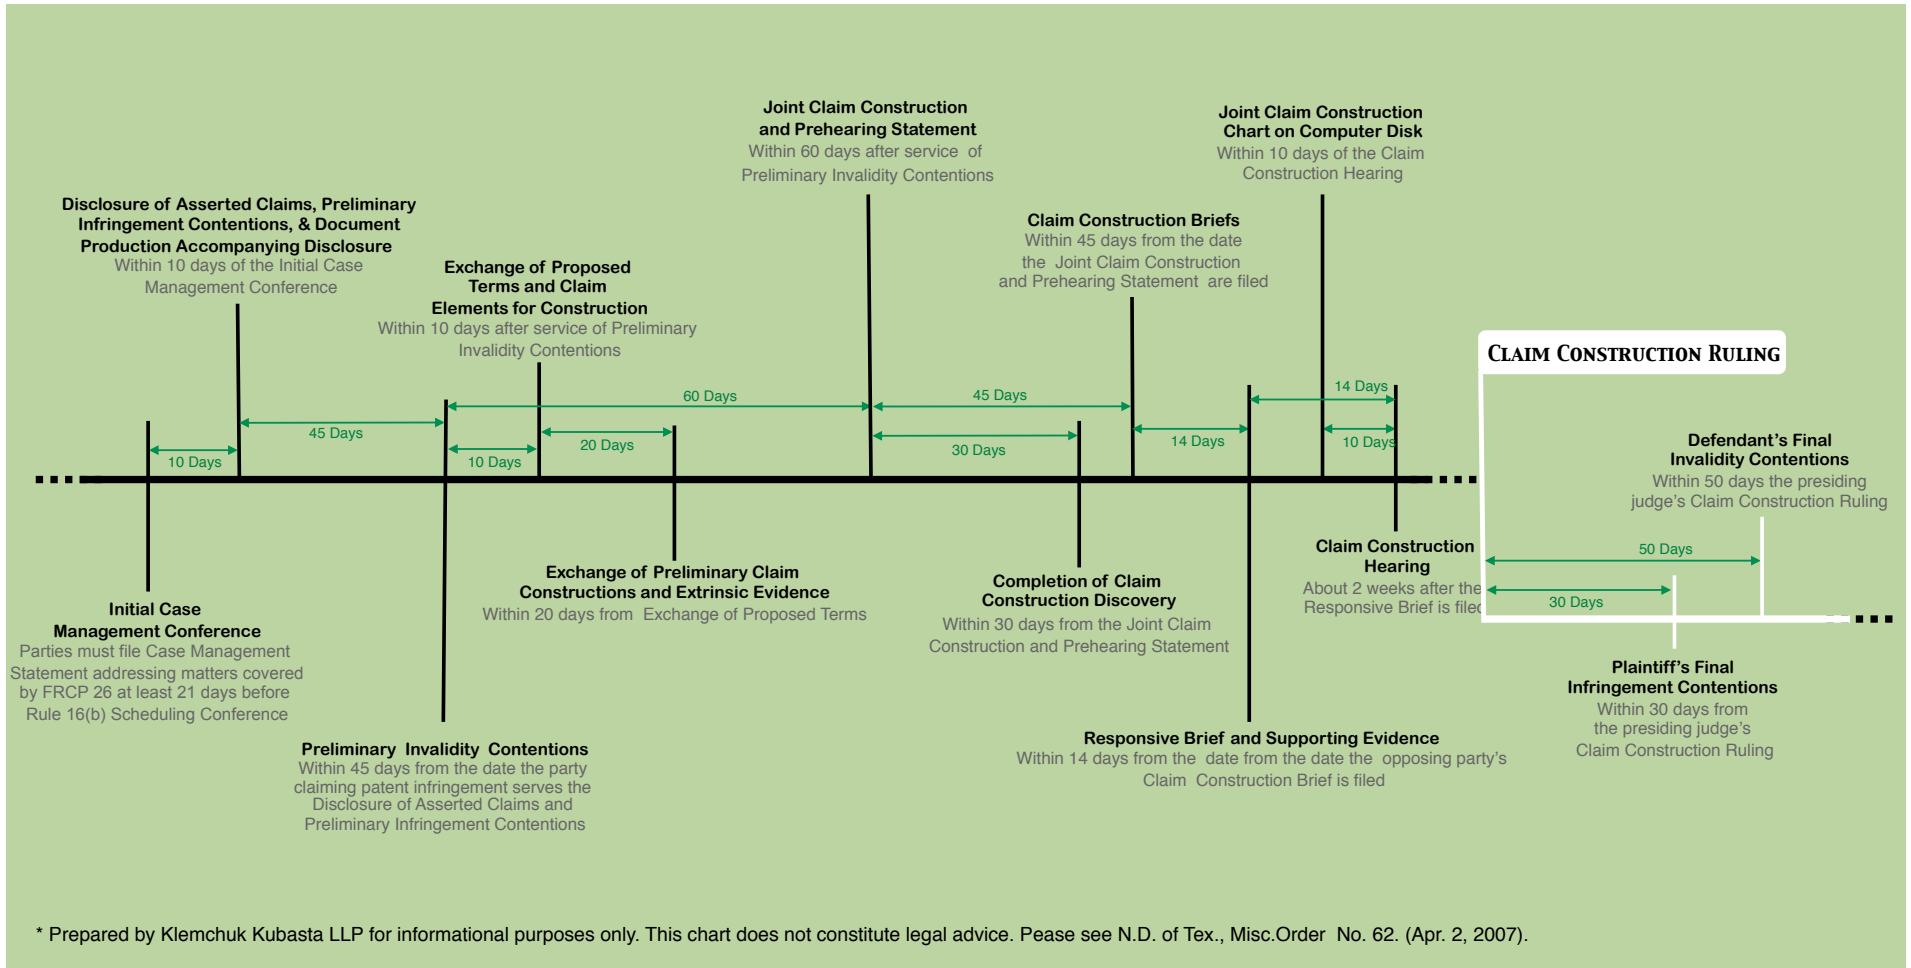 Joint Claim Construction
and Prehearing Statement
Within 60 days after service of
Preliminary Invalidity Contentions
Joint Claim Construction
Chart on Computer Disk
Within 10 days of the Claim
Construction Hearing
Disclosure of Asserted Claims, Preliminary
Infringement Contentions, & Document
Production Accompanying Disclosure
Within 10 days of the Initial Case
Management Conference
Claim Construction Briefs
Within 45 days from the date
the Joint Claim Construction
and Prehearing Statement are filed
Exchange of Proposed
Terms and Claim
Elements for Construction
Within 10 days after service of Preliminary
Invalidity Contentions
CLAIM CONSTRUCTION RULING
10 Days
45 Days
60 Days
10 Days
20 Days
45 Days
30 Days
14 Days
14 Days
10 Days
Defendant's Final
Invalidity Contentions
Within 50 days the presiding
judge's Claim Construction Ruling
50 Days
30 Days
Initial Case
Management Conference
Parties must file Case Management
Statement addressing matters covered
by FRCP 26 at least 21 days before
Rule 16(b) Scheduling Conference
Exchange of Preliminary Claim
Constructions and Extrinsic Evidence
Within 20 days from Exchange of Proposed Terms
Completion of Claim
Construction Discovery
Within 30 days from the Joint Claim
Construction and Prehearing Statement
Claim Construction
Hearing
About 2 weeks after the
Responsive Brief is filed
Plaintiff's Final
Infringement Contentions
Within 30 days from
the presiding judge's
Claim Construction Ruling
Preliminary Invalidity Contentions
Within 45 days from the date the party
claiming patent infringement serves the
Disclosure of Asserted Claims and
Preliminary Infringement Contentions
Responsive Brief and Supporting Evidence
Within 14 days from the date from the date the opposing party's
Claim Construction Brief is filed
* Prepared by Klemchuk Kubasta LLP for informational purposes only. This chart does not constitute legal advice. Pease see N.D. of Tex., Misc.Order No. 62. (Apr. 2, 2007).